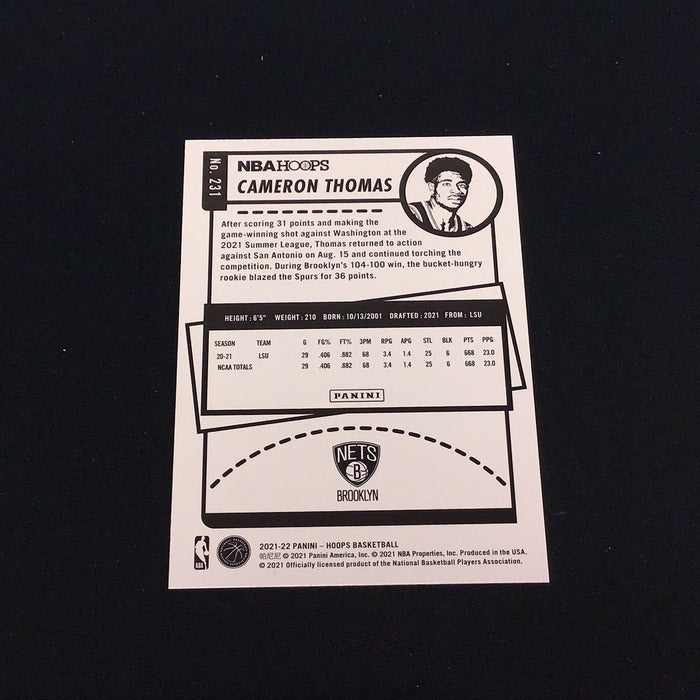 No. 231
NBA HOOPS
CAMERON THOMAS
After scoring 31 points and making the
game-winning shot against Washington at the
2021 Summer League, Thomas returned to action
against San Antonio on Aug. 15 and continued torching the
competition. During Brooklyn's 104-100 win, the bucket-hungry
rookie blazed the Spurs for 36 points.
HEIGHT: 6'5" WEIGHT: 210 BORN: 10/13/2001 DRAFTED: 2021 FROM: LSU
SEASON TEAM G FG% FT% 3PM RPG APG STL BLK PTS PPG
20-21 LSU 29 .406 .882 68 3.4 1.4 25 6 668 23.0
NCAA TOTALS 29 .406 .882 68 3.4 1.4 25 6 668 23.0
PANINI
NETS
B
BROOKLYN
NBA
2021-22 PANINI – HOOPS BASKETBALL
帕尼尼 © 2021 Panini America, Inc. © 2021 NBA Properties, Inc. Produced in the USA.
© 2021 Officially licensed product of the National Basketball Players Association.